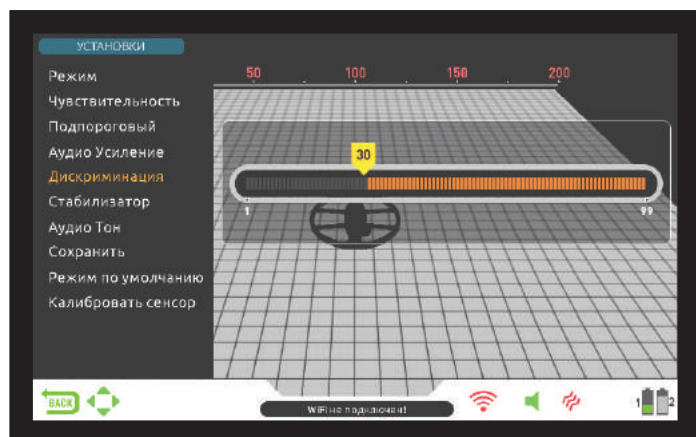 УСТАНОВКИ
Режим
Чувствительность
Подпороговый
Аудио Усиление
Дискриминация
Стабилизатор
Аудио Тон
Сохранить
Режим по умолчанию
Калибровать сенсор
50 100 150 200
30
1 99
BACK
WiFi не подключен!
1 2